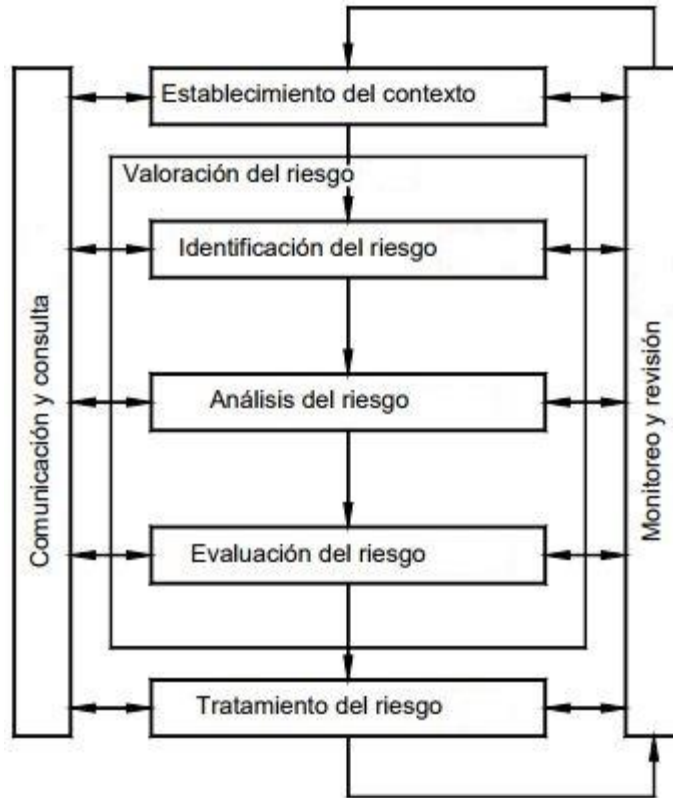 Establecimiento del contexto
Valoración del riesgo
Identificación del riesgo
Análisis del riesgo
Evaluación del riesgo
Tratamiento del riesgo
Comunicación y consulta
Monitoreo y revisión